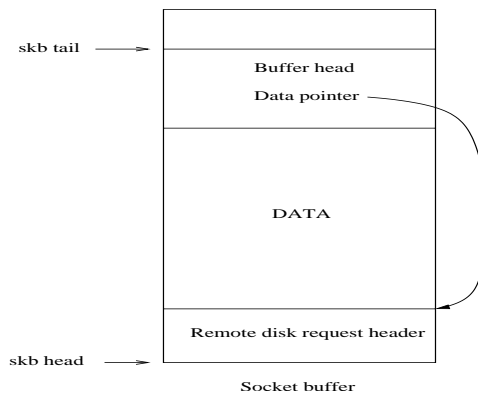 skb tail
Buffer head
Data pointer
DATA
Remote disk request header
skb head
Socket buffer